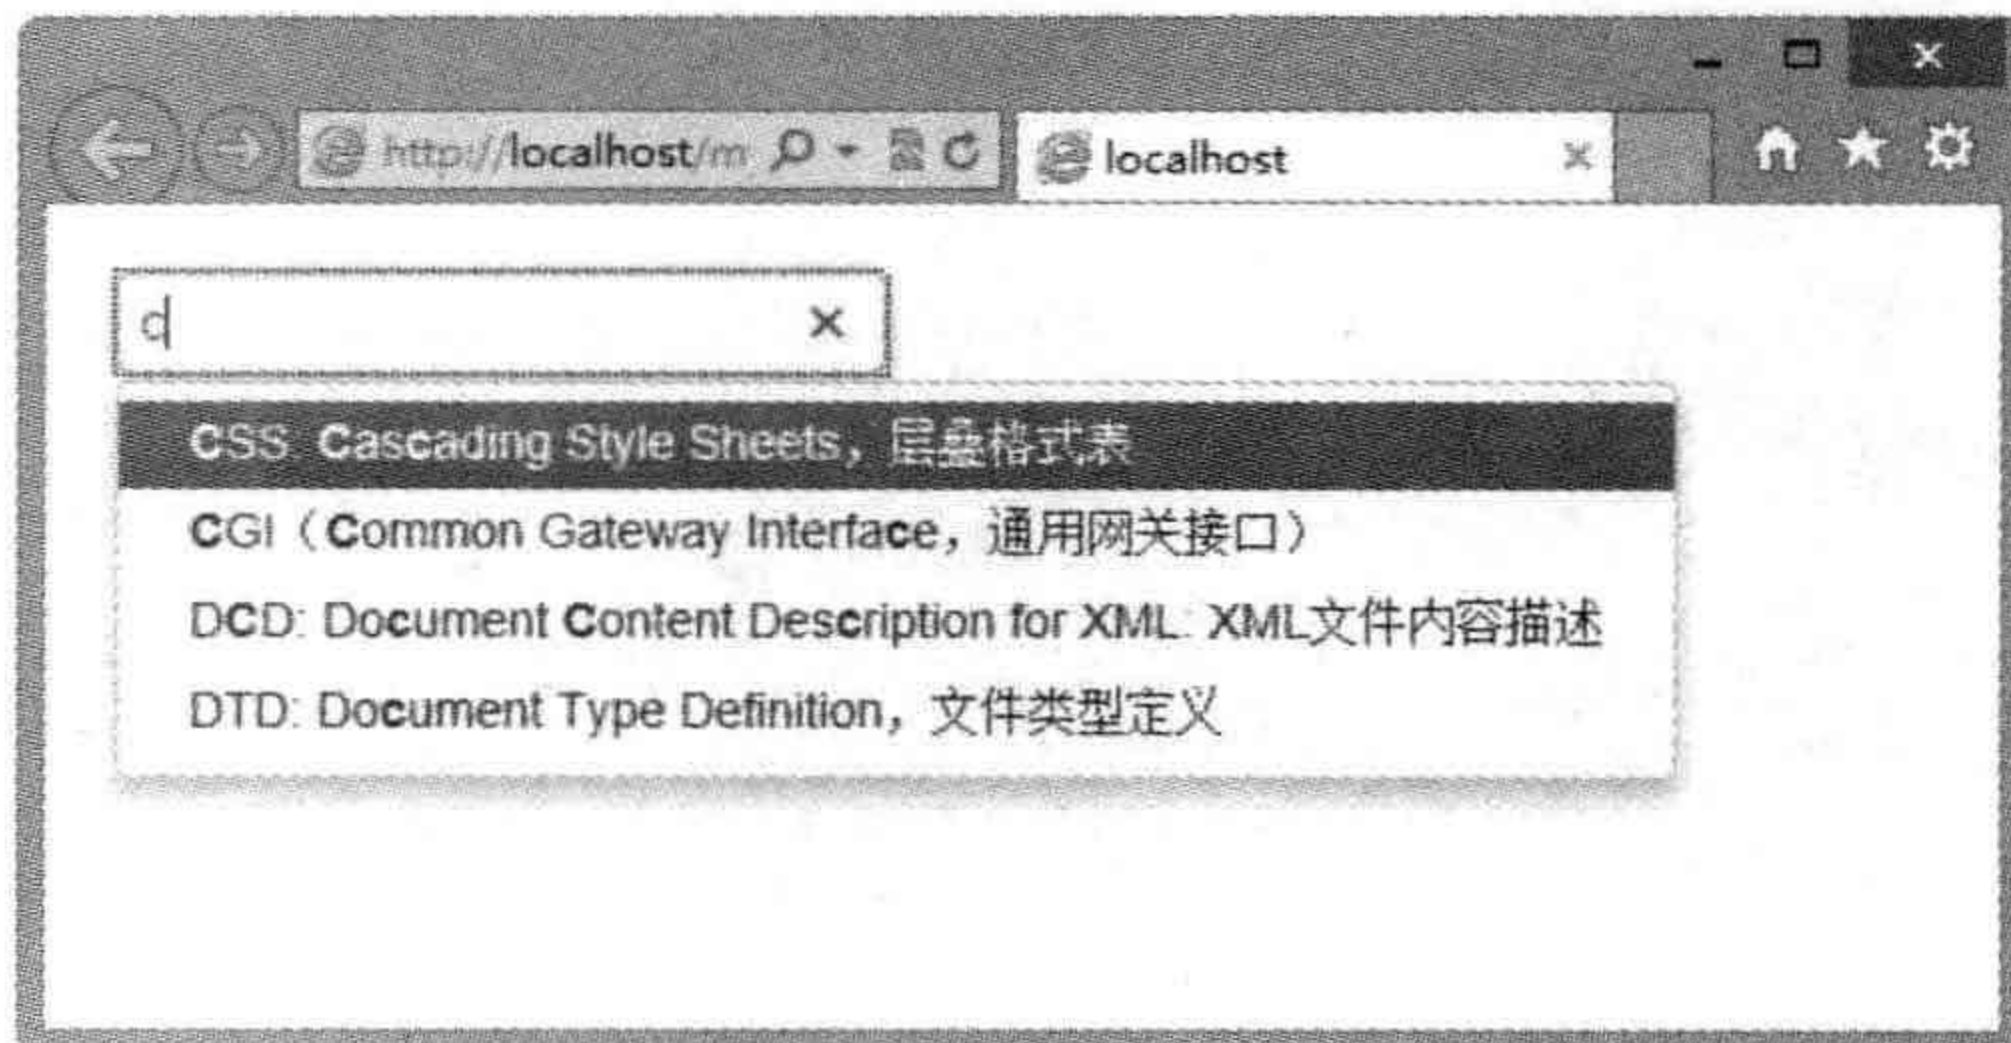 http://localhost/m
localhost
c
CSS: Cascading Style Sheets，层叠格式表
CGI（Common Gateway Interface，通用网关接口）
DCD: Document Content Description for XML: XML文件内容描述
DTD: Document Type Definition，文件类型定义